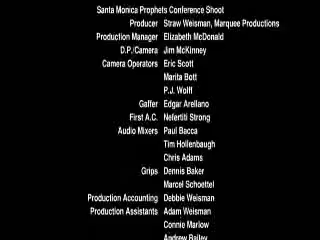 Santa Monica Prophets Conference Shoot
Producer Straw Weisman, Marquee Productions
Production Manager Elizabeth McDonald
D.P./Camera Jim McKinney
Camera Operators Eric Scott
Marita Bott
P.J. Wolff
Gaffer Edgar Arellano
First A.C. Nefertiti Strong
Audio Mixers Paul Bacca
Tim Hollenbaugh
Chris Adams
Grips Dennis Baker
Marcel Schoettel
Production Accounting Debbie Weisman
Production Assistants Adam Weisman
Connie Marlow
Andrew Bailey